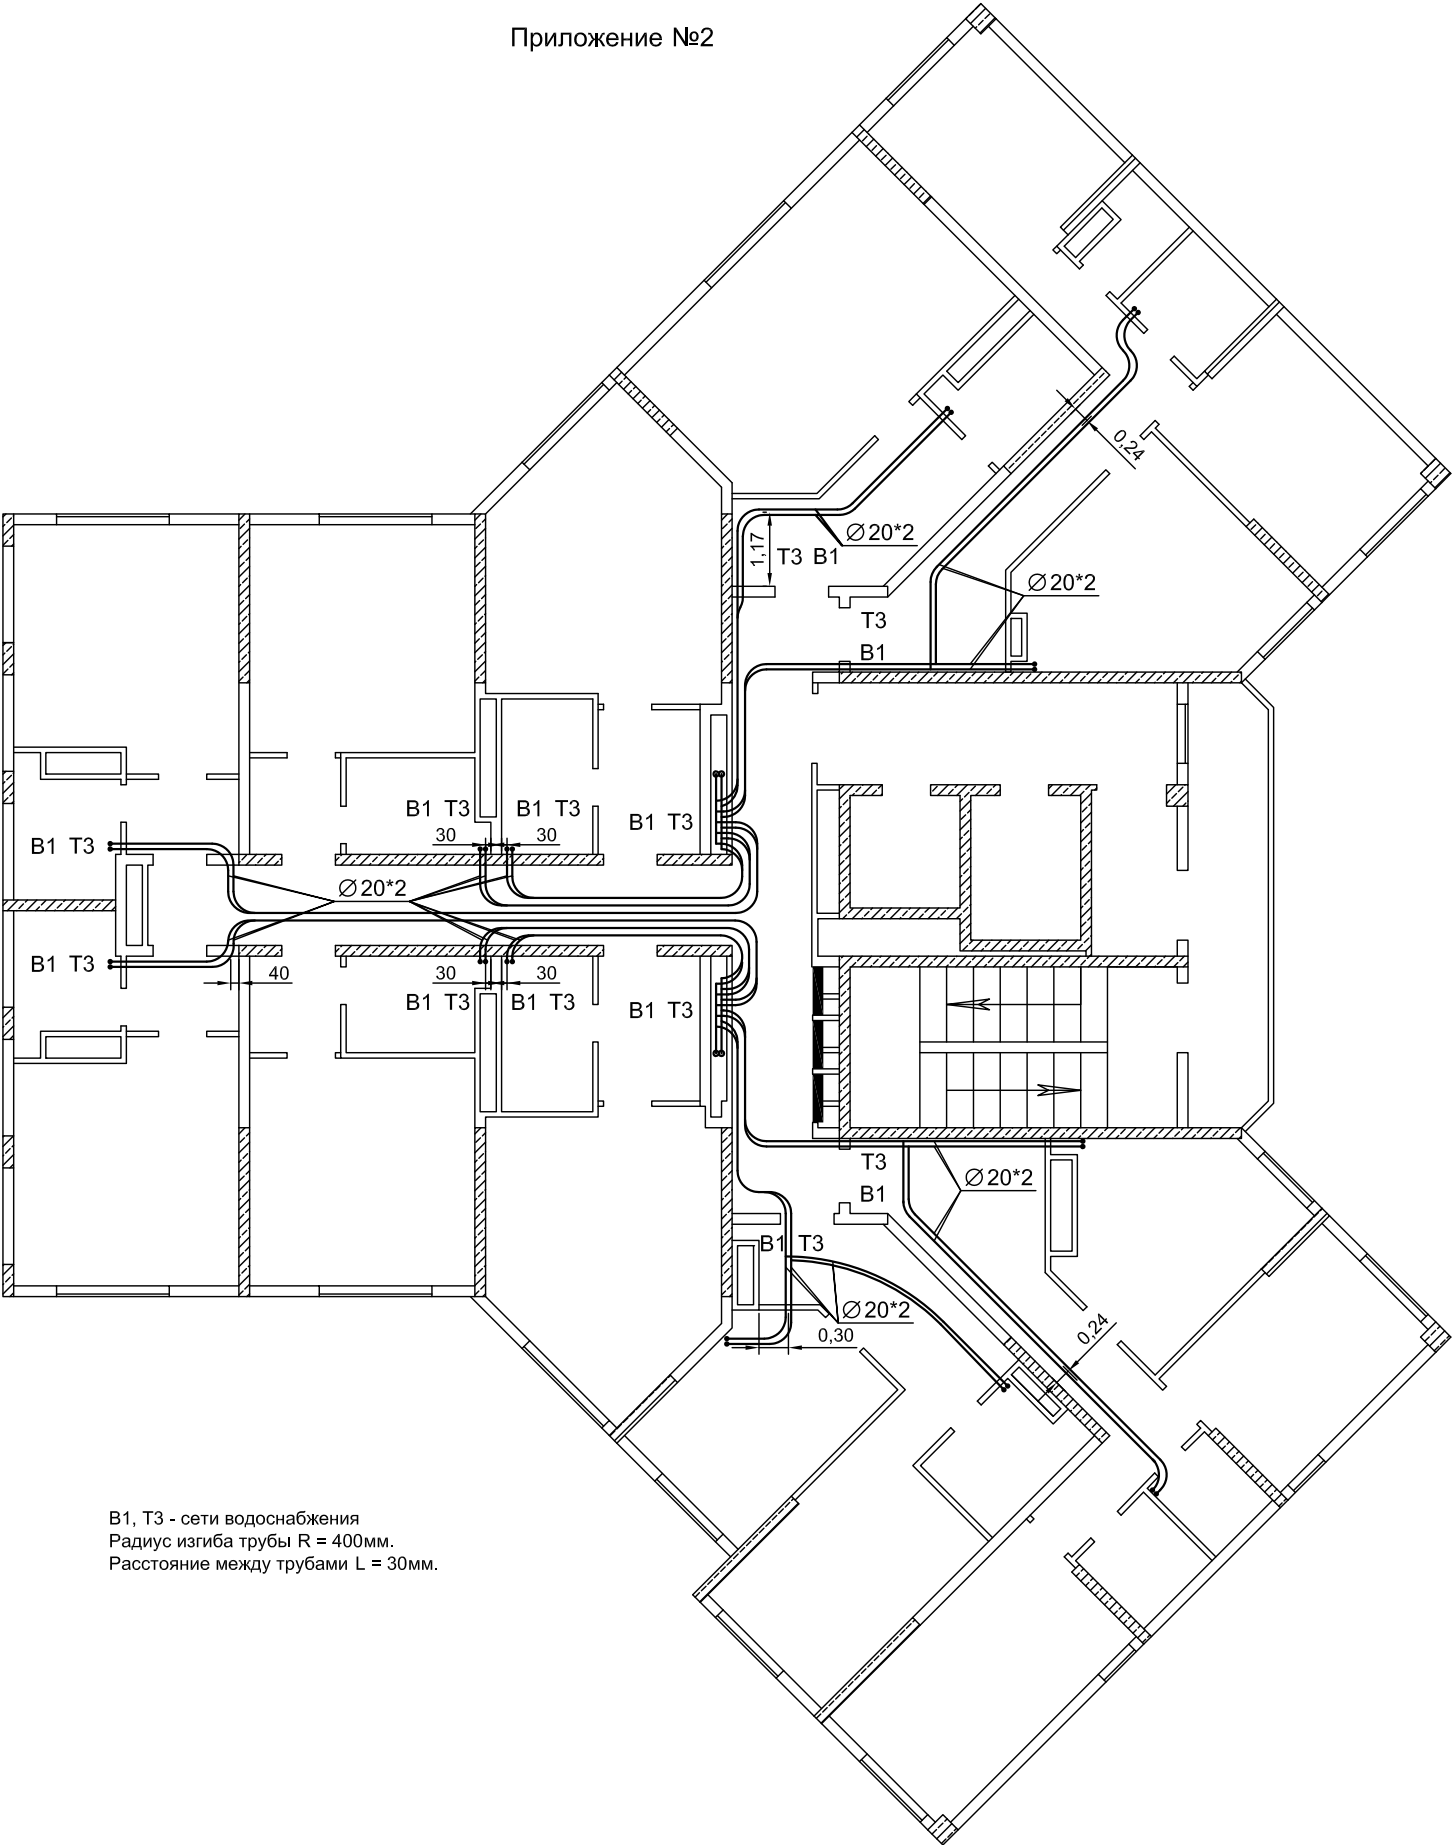 Приложение №2
0,24
∅20*2
1,17
Т3 В1
∅20*2
Т3
В1
В1 Т3 В1 Т3
30 30
В1 Т3
В1 Т3
∅20*2
В1 Т3
40
30 30
В1 Т3 В1 Т3
В1 Т3
Т3
В1
∅20*2
В1 Т3
∅20*2
0,30
0,24
В1, Т3 - сети водоснабжения
Радиус изгиба трубы R = 400мм.
Расстояние между трубами L = 30мм.